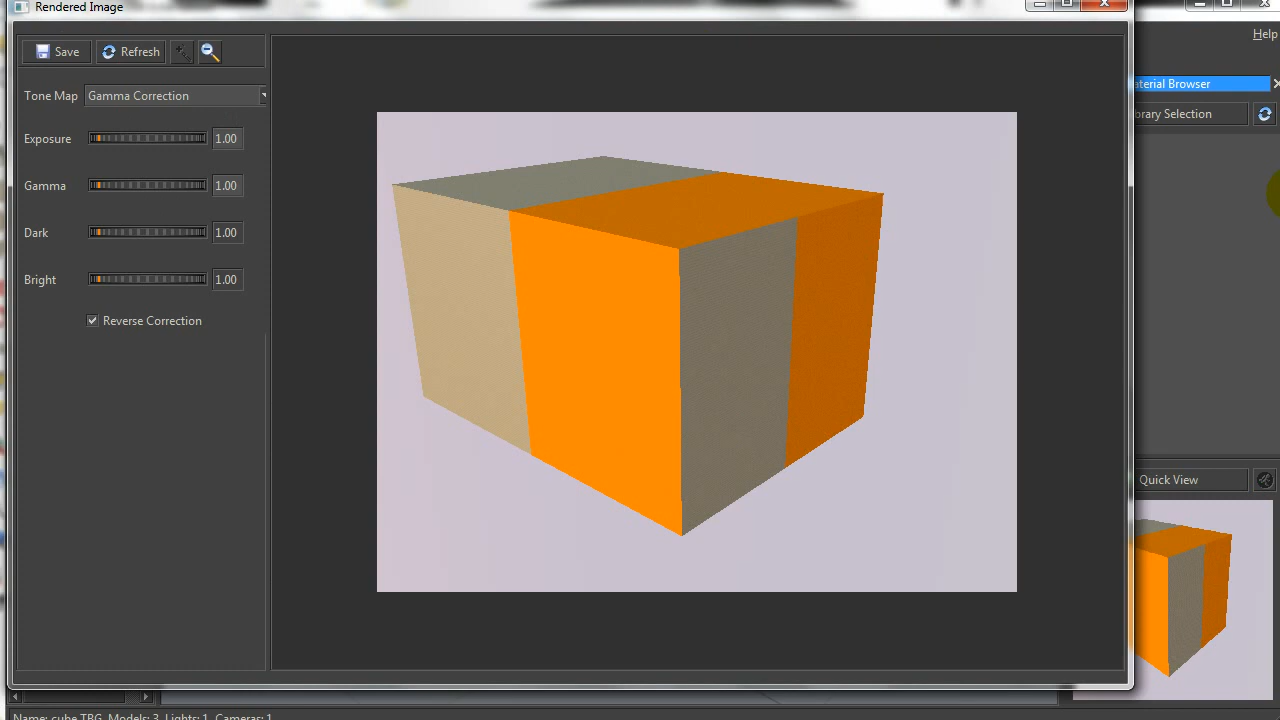 Rendered Image
Help
Save Refresh
Tone Map Gamma Correction
aterial Browser
brary Selection
Exposure 1.00
Gamma 1.00
Dark 1.00
Bright 1.00
Reverse Correction
Quick View
Name: cube TBG, Models: 3, Lights: 1, Cameras: 1